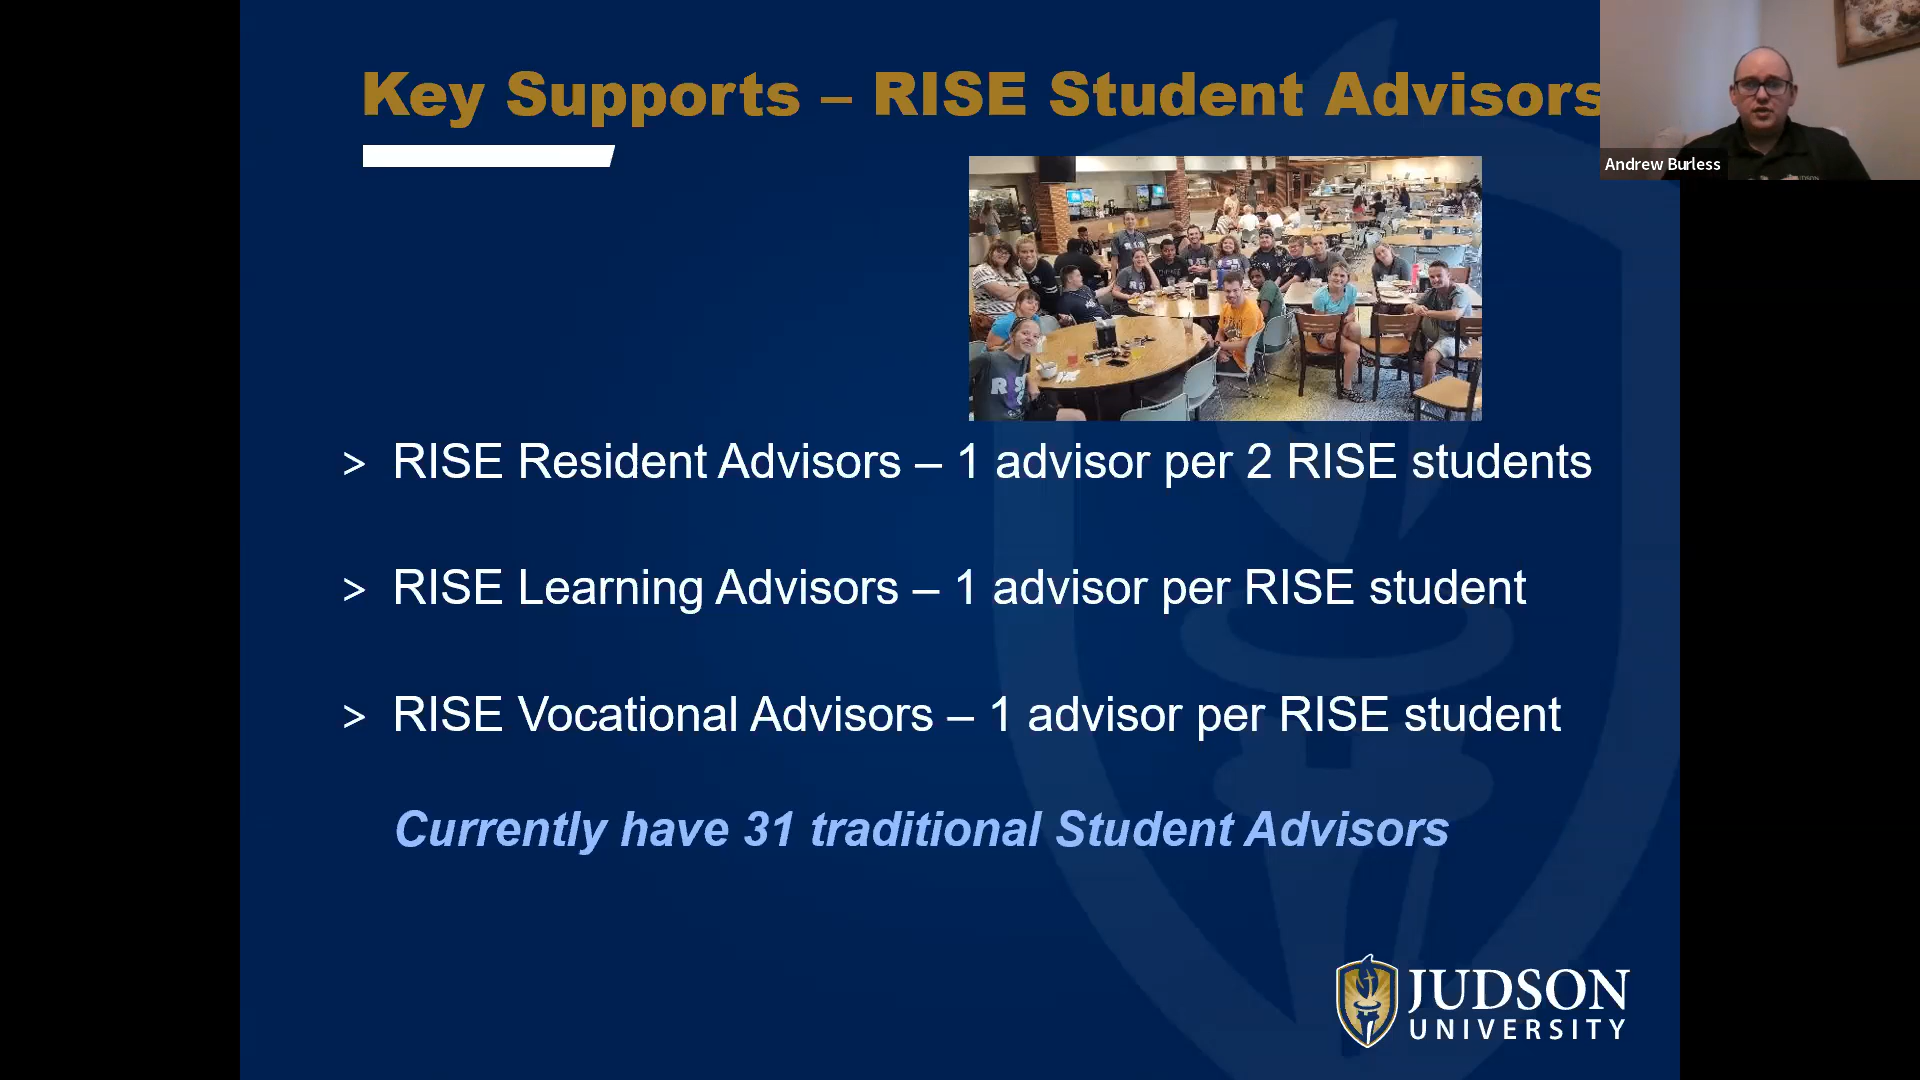 Key Supports – RISE Student Advisors
Andrew Burless
> RISE Resident Advisors – 1 advisor per 2 RISE students
> RISE Learning Advisors – 1 advisor per RISE student
> RISE Vocational Advisors – 1 advisor per RISE student
Currently have 31 traditional Student Advisors
JUDSON
UNIVERSITY